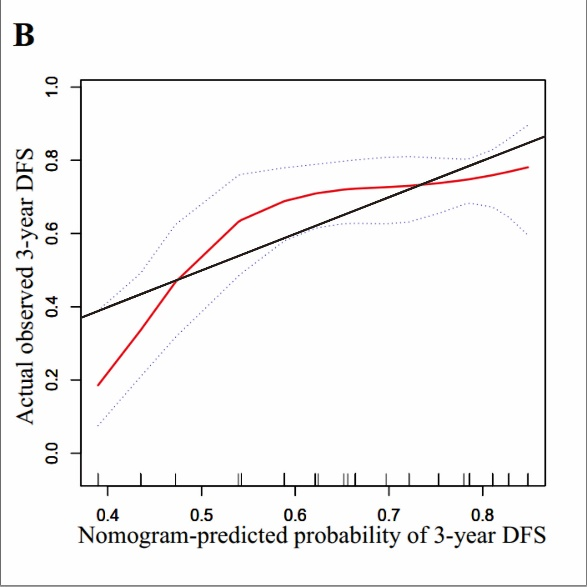 B
1.0
0.8
0.6
0.4
0.2
0.0
Actual observed 3-year DFS
0.4 0.5 0.6 0.7 0.8
Nomogram-predicted probability of 3-year DFS